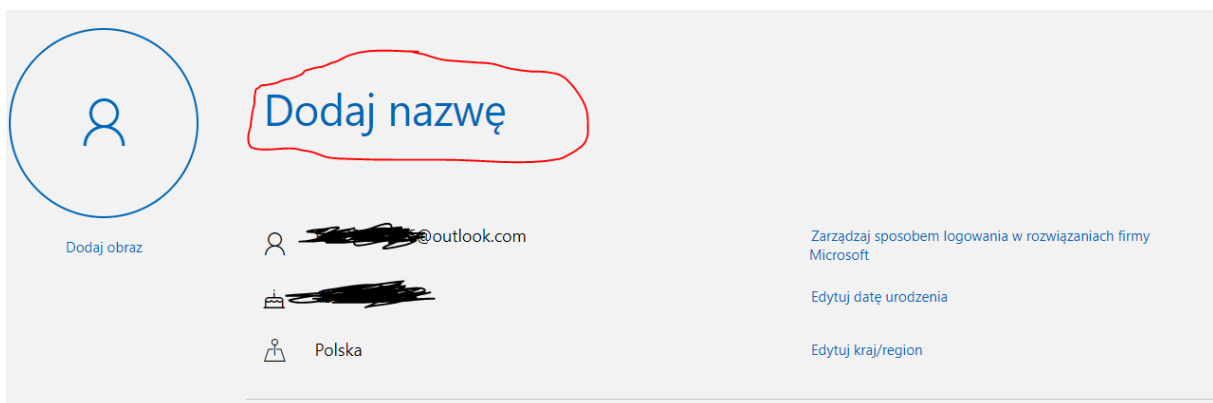 Dodaj nazwę
Dodaj obraz
@outlook.com
Zarządzaj sposobem logowania w rozwiązaniach firmy
Microsoft
Edytuj datę urodzenia
Polska
Edytuj kraj/region